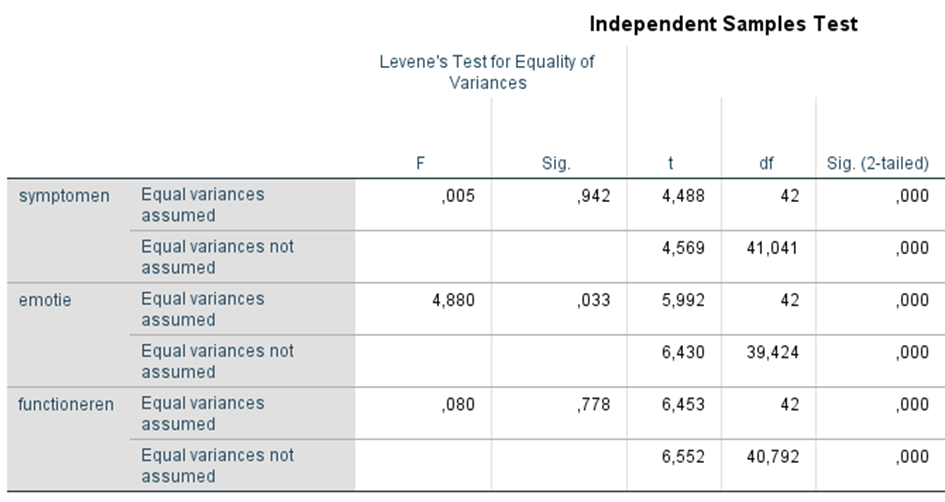 Independent Samples Test
Levene's Test for Equality of
Variances
F Sig. t df Sig. (2-tailed)
symptomen Equal variances ,005 ,942 4,488 42 ,000
assumed
Equal variances not 4,569 41,041 ,000
assumed
emotie Equal variances 4,880 ,033 5,992 42 ,000
assumed
Equal variances not 6,430 39,424 ,000
assumed
functioneren Equal variances ,080 ,778 6,453 42 ,000
assumed
Equal variances not 6,552 40,792 ,000
assumed